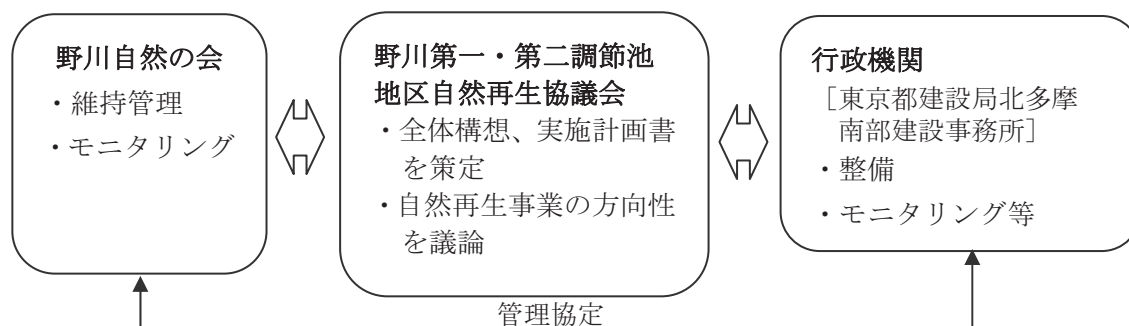 野川自然の会
・維持管理
・モニタリング
野川第一・第二調節池
地区自然再生協議会
・全体構想、実施計画書
を策定
・自然再生事業の方向性
を議論
行政機関
［東京都建設局北多摩
南部建設事務所］
・整備
・モニタリング等
管理協定